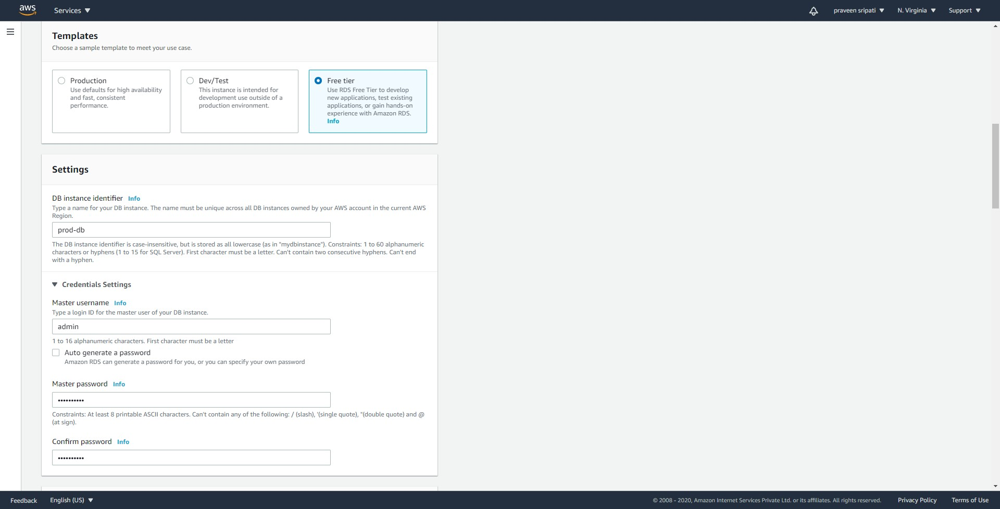 aws
Services
praveen sripati
N. Virginia
Support
Templates
Choose a sample template to meet your use case.
Production
Use defaults for high availability
and fast, consistent
performance.
Dev/Test
This instance is intended for
development use outside of a
production environment.
Free tier
Use RDS Free Tier to develop
new applications, test existing
applications, or gain hands-on
experience with Amazon RDS.
Info
Settings
DB instance identifier Info
Type a name for your DB instance. The name must be unique across all DB instances owned by your AWS account in the current AWS
Region.
prod-db
The DB instance identifier is case-insensitive, but is stored as all lowercase (as in "mydbinstance"). Constraints: 1 to 60 alphanumeric
characters or hyphens (1 to 15 for SQL Server). First character must be a letter. Can't contain two consecutive hyphens. Can't end
with a hyphen.
Credentials Settings
Master username Info
Type a login ID for the master user of your DB instance.
admin
1 to 16 alphanumeric characters. First character must be a letter
Auto generate a password
Amazon RDS can generate a password for you, or you can specify your own password
Master password Info
••••••••••
Constraints: At least 8 printable ASCII characters. Can't contain any of the following: / (slash), '(single quote), "(double quote) and @
(at sign).
Confirm password Info
••••••••••
Feedback
English (US)
© 2008 - 2020, Amazon Internet Services Private Ltd. or its affiliates. All rights reserved.
Privacy Policy
Terms of Use